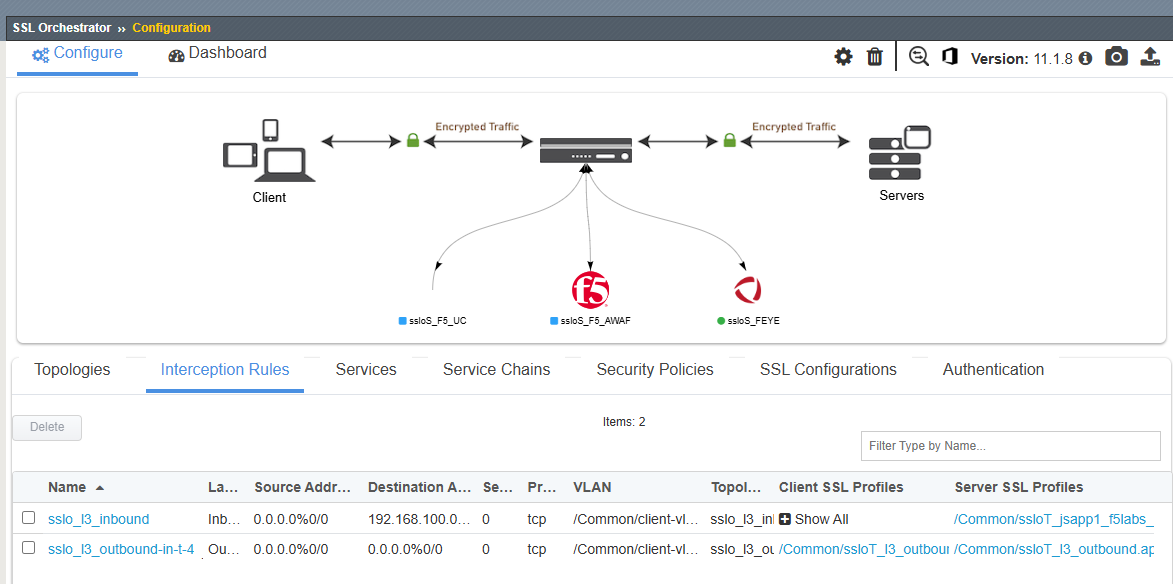 SSL Orchestrator ›› Configuration
Configure Dashboard Version: 11.1.8
Encrypted Traffic Encrypted Traffic
Client Servers
f5
ssloS_F5_UC ssloS_F5_AWAF ssloS_FEYE
Topologies Interception Rules Services Service Chains Security Policies SSL Configurations Authentication
Delete Items: 2
Filter Type by Name...
Name La... Source Addr... Destination A... Se... Pr... VLAN Topol... Client SSL Profiles Server SSL Profiles
sslo_l3_inbound Inb... 0.0.0.0%0/0 192.168.100.0... 0 tcp /Common/client-vl... sslo_l3_in Show All /Common/ssloT_jsapp1_f5labs_
sslo_l3_outbound-in-t-4 Ou... 0.0.0.0%0/0 0.0.0.0%0/0 0 tcp /Common/client-vl... sslo_l3_ou /Common/ssloT_l3_outbour /Common/ssloT_l3_outbound.ap